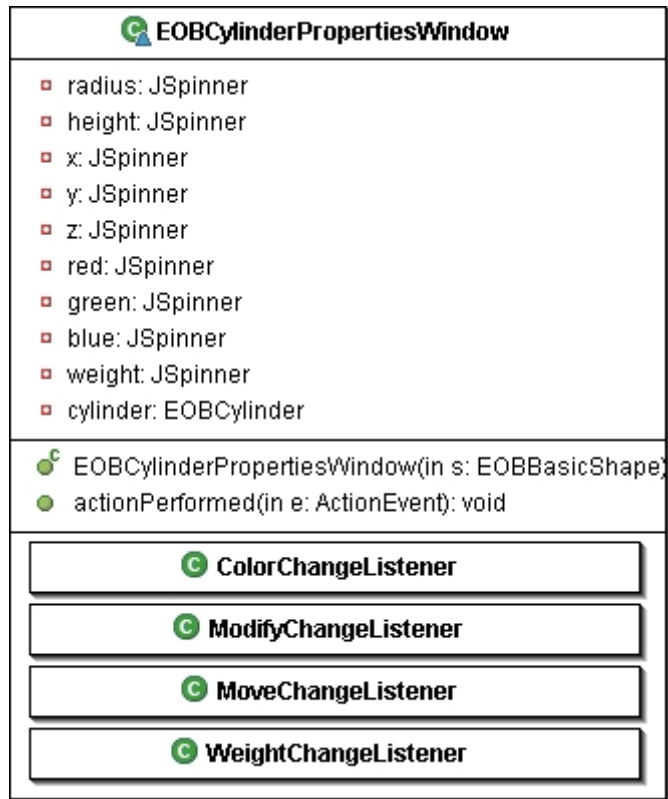 EOBCylinderPropertiesWindow
radius: JSpinner
height: JSpinner
x: JSpinner
y: JSpinner
z: JSpinner
red: JSpinner
green: JSpinner
blue: JSpinner
weight: JSpinner
cylinder: EOBCylinder
EOBCylinderPropertiesWindow(in s: EOBBasicShape)
actionPerformed(in e: ActionEvent): void
C ColorChangeListener
C ModifyChangeListener
C MoveChangeListener
C WeightChangeListener